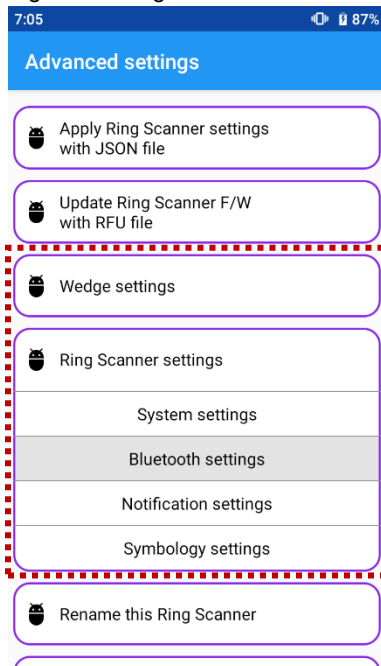 7:05 87%
Advanced settings
Apply Ring Scanner settings
with JSON file
Update Ring Scanner F/W
with RFU file
Wedge settings
Ring Scanner settings
System settings
Bluetooth settings
Notification settings
Symbology settings
Rename this Ring Scanner